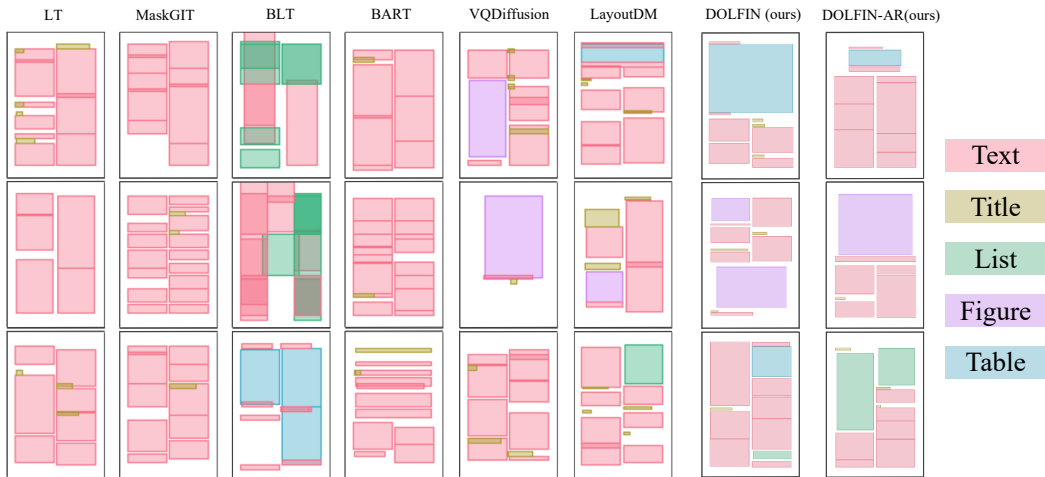 LT MaskGIT BLT BART VQDiffusion LayoutDM DOLFIN (ours) DOLFIN-AR(ours)
Text
Title
List
Figure
Table